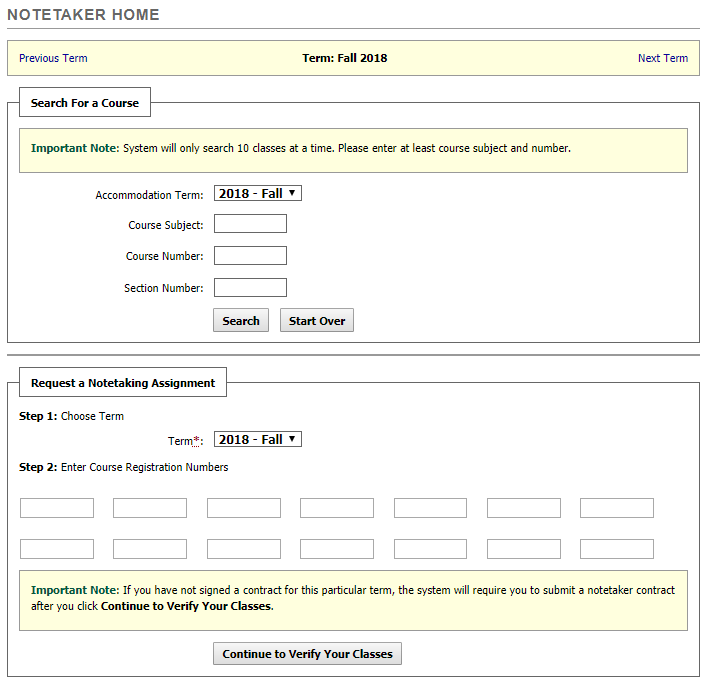 NOTETAKER HOME
Previous Term Term: Fall 2018 Next Term
Search For a Course
Important Note: System will only search 10 classes at a time. Please enter at least course subject and number.
Accommodation Term: 2018 - Fall
Course Subject:
Course Number:
Section Number:
Search Start Over
Request a Notetaking Assignment
Step 1: Choose Term
Term*: 2018 - Fall
Step 2: Enter Course Registration Numbers
Important Note: If you have not signed a contract for this particular term, the system will require you to submit a notetaker contract
after you click Continue to Verify Your Classes.
Continue to Verify Your Classes